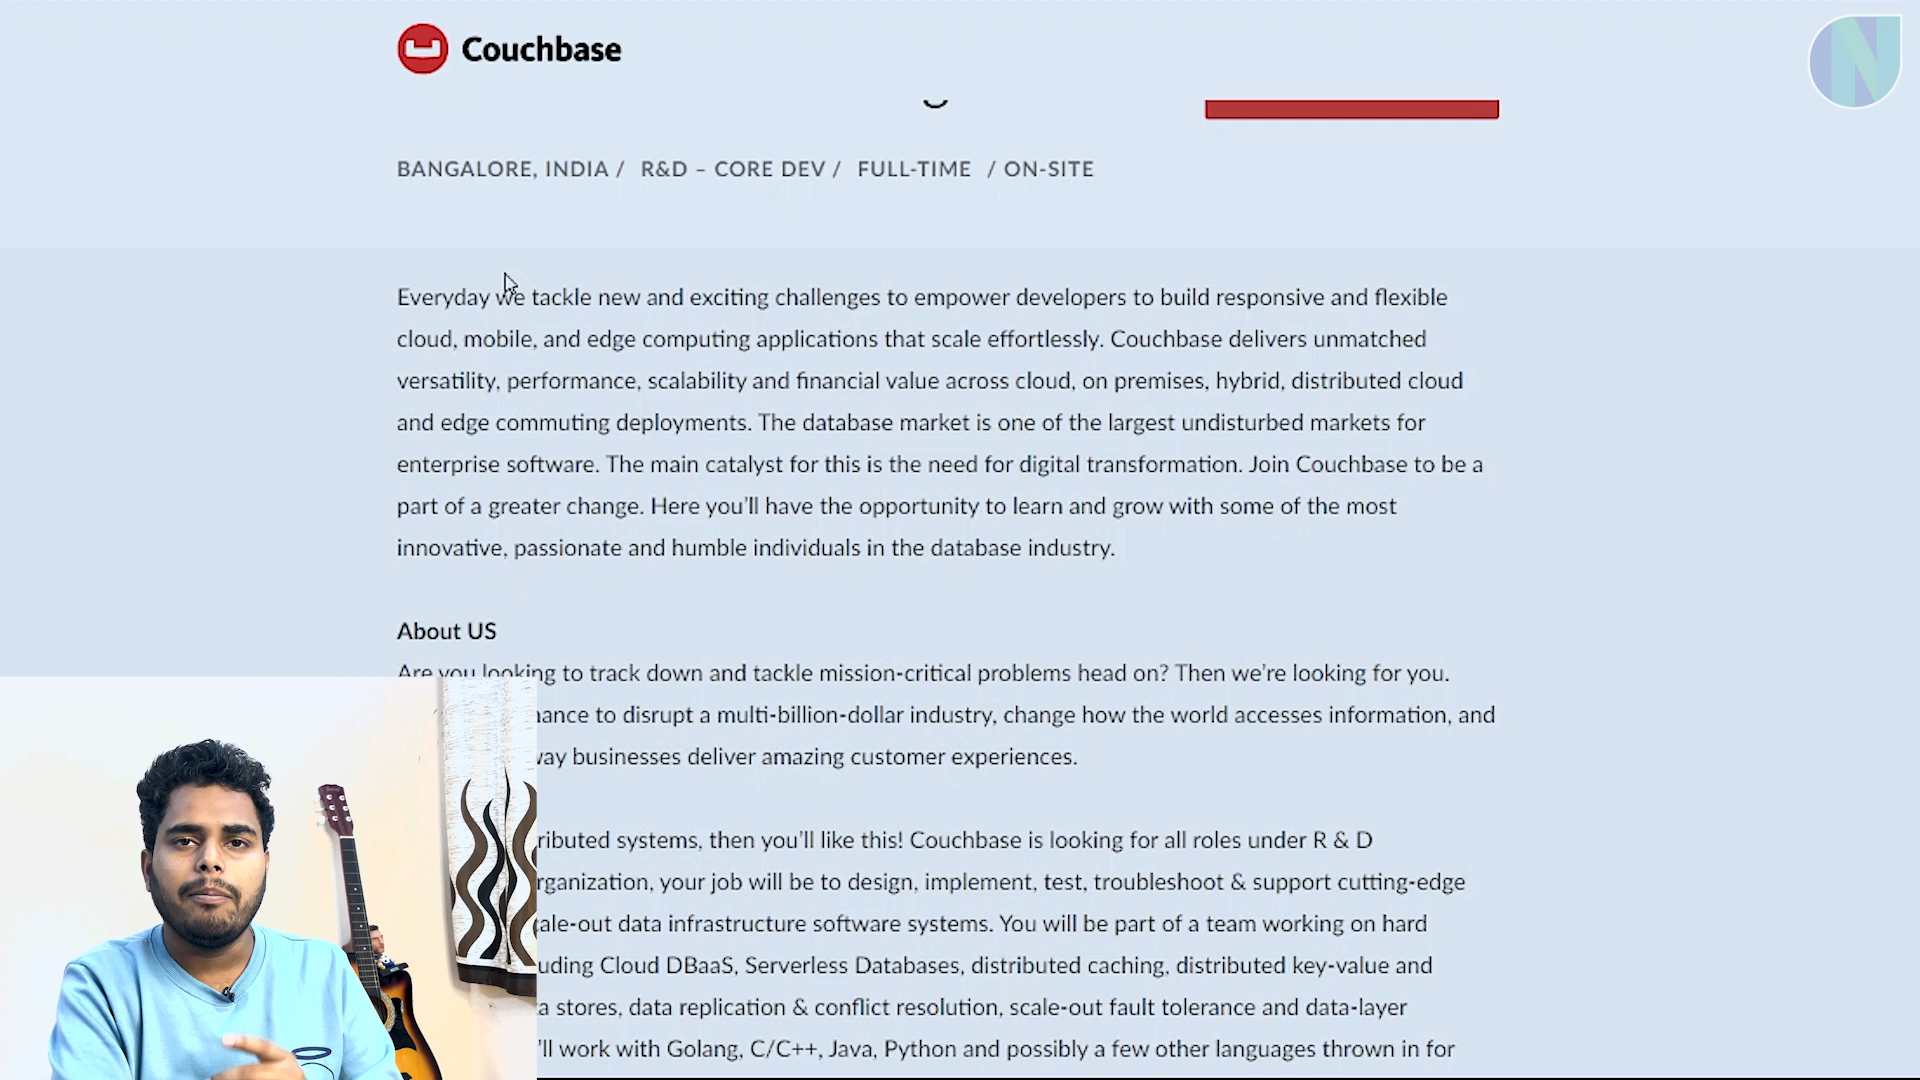 Couchbase
N
BANGALORE, INDIA / R&D – CORE DEV / FULL-TIME / ON-SITE
Everyday we tackle new and exciting challenges to empower developers to build responsive and flexible
cloud, mobile, and edge computing applications that scale effortlessly. Couchbase delivers unmatched
versatility, performance, scalability and financial value across cloud, on premises, hybrid, distributed cloud
and edge commuting deployments. The database market is one of the largest undisturbed markets for
enterprise software. The main catalyst for this is the need for digital transformation. Join Couchbase to be a
part of a greater change. Here you'll have the opportunity to learn and grow with some of the most
innovative, passionate and humble individuals in the database industry.
About US
Are you looking to track down and tackle mission-critical problems head on? Then we're looking for you.
to disrupt a multi-billion-dollar industry, change how the world accesses information, and
businesses deliver amazing customer experiences.
systems, then you'll like this! Couchbase is looking for all roles under R & D
your job will be to design, implement, test, troubleshoot & support cutting-edge
data infrastructure software systems. You will be part of a team working on hard
Cloud DBaaS, Serverless Databases, distributed caching, distributed key-value and
stores, data replication & conflict resolution, scale-out fault tolerance and data-layer
'll work with Golang, C/C++, Java, Python and possibly a few other languages thrown in for